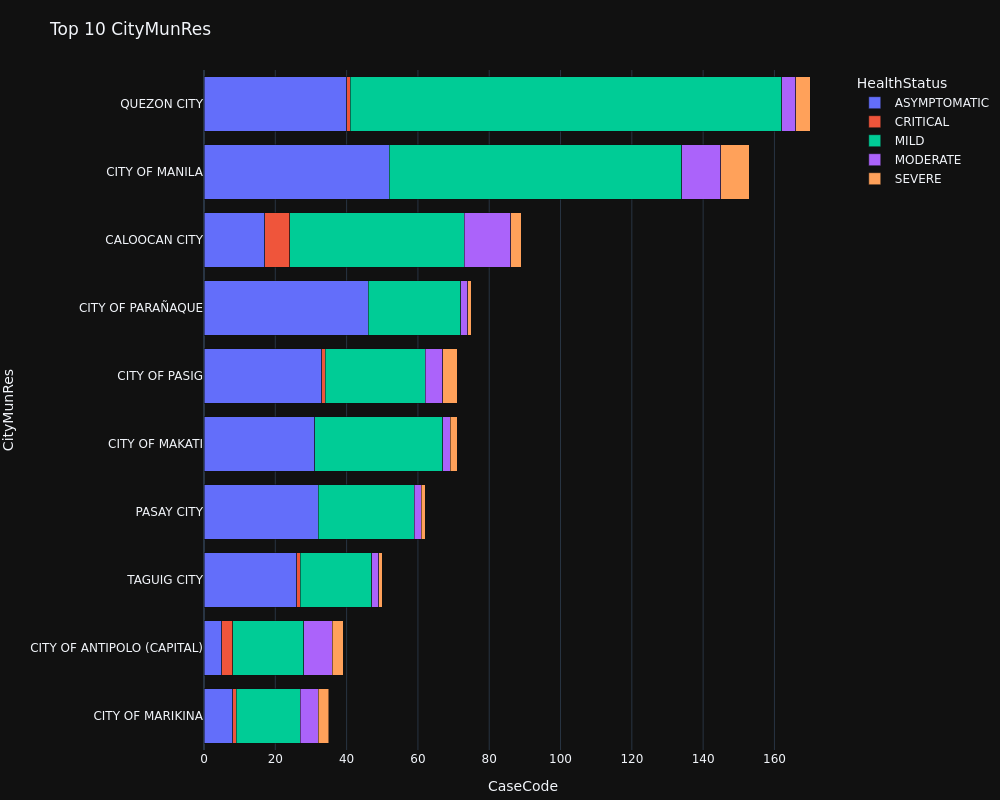 Top 10 CityMunRes
HealthStatus
ASYMPTOMATIC
CRITICAL
MILD
MODERATE
SEVERE
CityMunRes
QUEZON CITY
CITY OF MANILA
CALOOCAN CITY
CITY OF PARAÑAQUE
CITY OF PASIG
CITY OF MAKATI
PASAY CITY
TAGUIG CITY
CITY OF ANTIPOLO (CAPITAL)
CITY OF MARIKINA
0 20 40 60 80 100 120 140 160
CaseCode